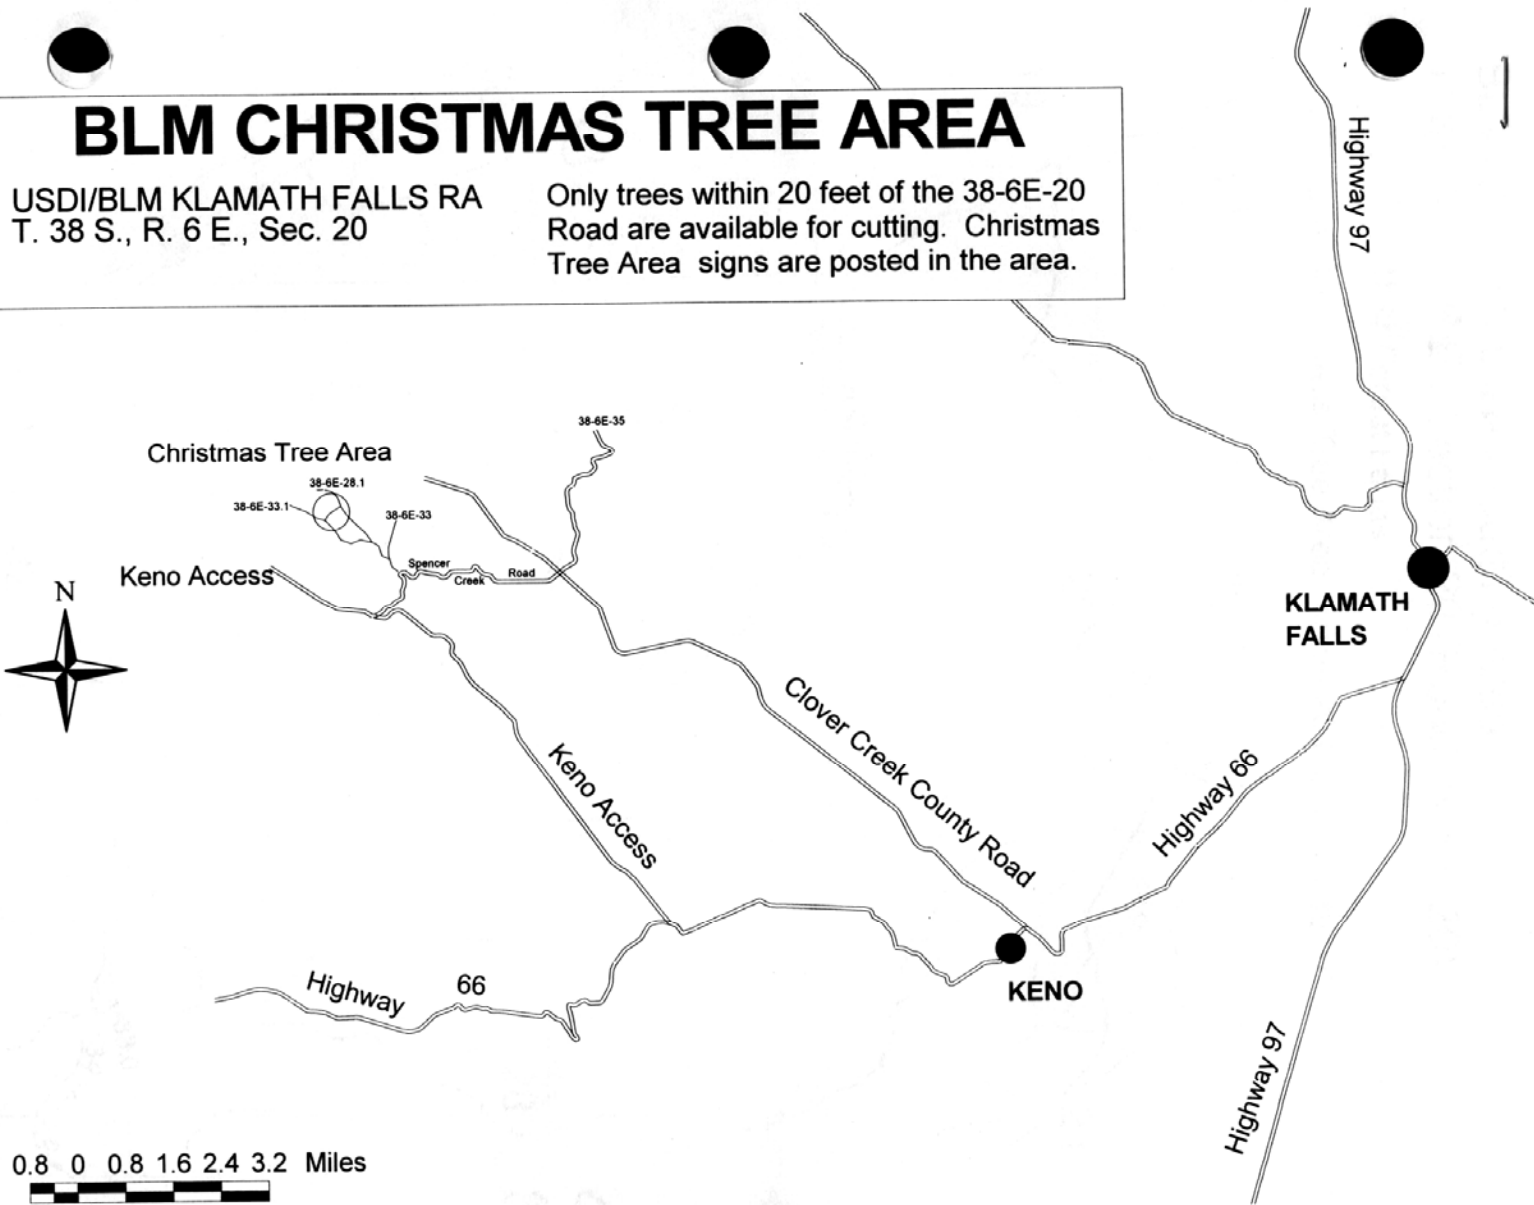 BLM CHRISTMAS TREE AREA
USDI/BLM KLAMATH FALLS RA
T. 38 S., R. 6 E., Sec. 20
Only trees within 20 feet of the 38-6E-20
Road are available for cutting.  Christmas
Tree Area  signs are posted in the area.
Highway 97
38-6E-35
Christmas Tree Area
38-6E-28.1
38-6E-33.1
38-6E-33
Spencer
Creek
Road
Keno Access
N
KLAMATH
FALLS
Clover Creek County Road
Keno Access
Highway 66
Highway 66
KENO
Highway 97
0.8 0 0.8 1.6 2.4 3.2 Miles